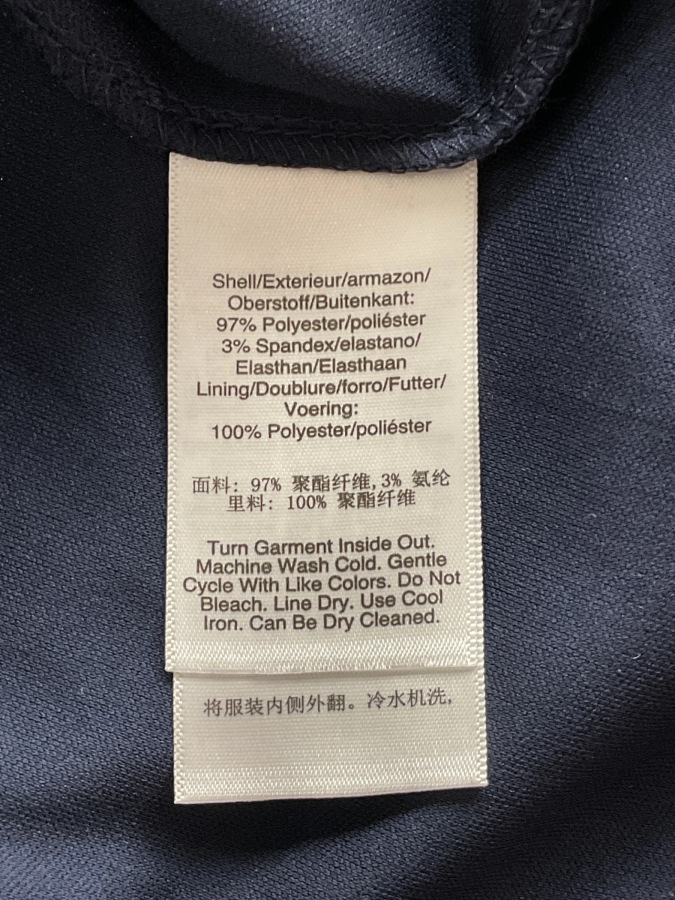 Shell/Exterieur/armazon/
Oberstoff/Buitenkant:
97% Polyester/poliéster
3% Spandex/elastano/
Elasthan/Elasthaan
Lining/Doublure/forro/Futter/
Voering:
100% Polyester/poliéster
面料: 97% 聚酯纤维,3% 氨纶
里料: 100% 聚酯纤维
Turn Garment Inside Out.
Machine Wash Cold. Gentle
Cycle With Like Colors. Do Not
Bleach. Line Dry. Use Cool
Iron. Can Be Dry Cleaned.
将服装内侧外翻。冷水机洗,